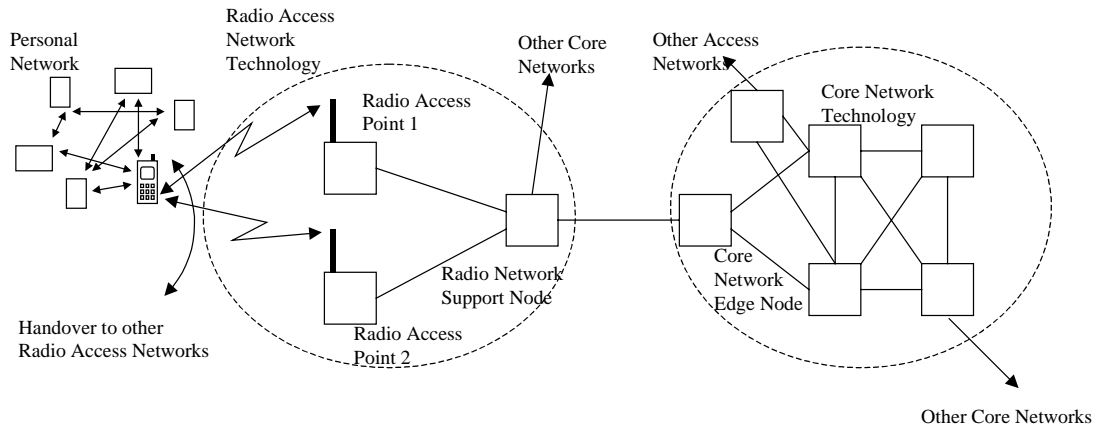 Personal
Network
Radio Access
Network
Technology
Other Core
Networks
Other Access
Networks
Radio Access
Point 1
Core Network
Technology
Radio Network
Support Node
Core
Network
Edge Node
Handover to other
Radio Access Networks
Radio Access
Point 2
Other Core Networks